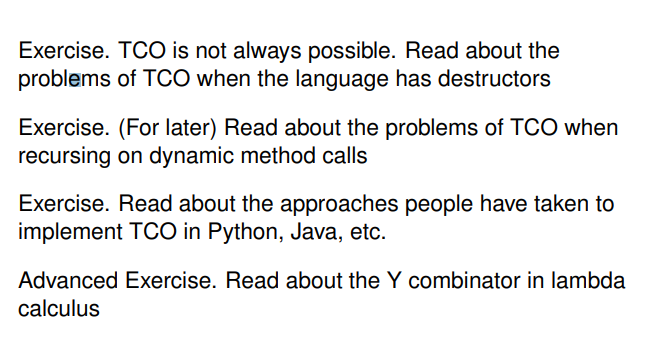 Exercise. TCO is not always possible. Read about the
problems of TCO when the language has destructors
Exercise. (For later) Read about the problems of TCO when
recursing on dynamic method calls
Exercise. Read about the approaches people have taken to
implement TCO in Python, Java, etc.
Advanced Exercise. Read about the Y combinator in lambda
calculus